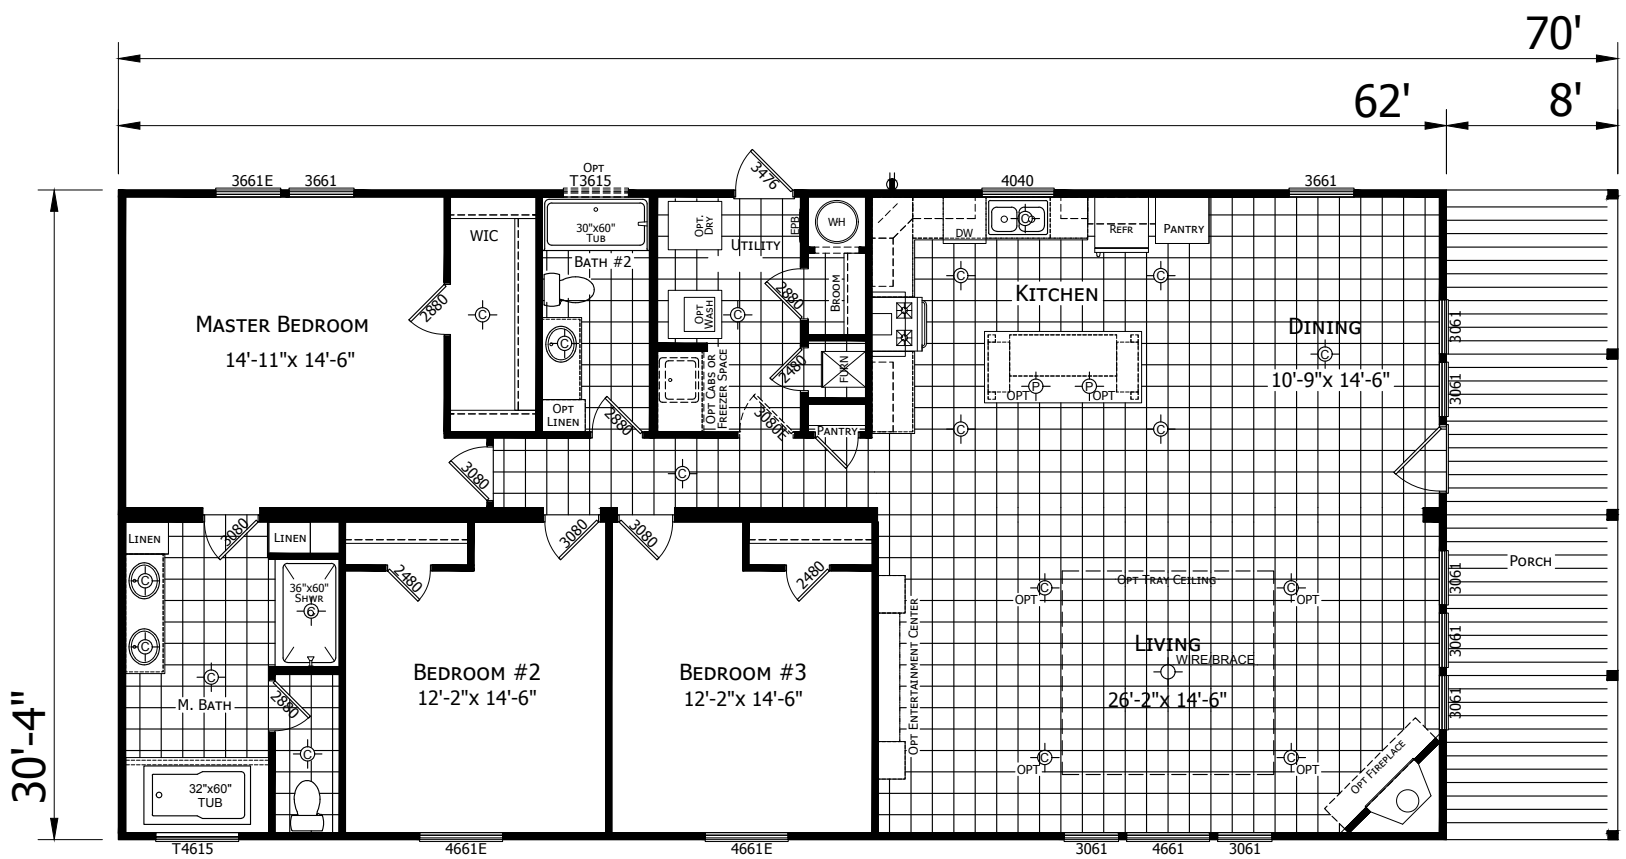 70'
62'
8'
30'-4"
3661E
3661
OPT
T3615
3476
4040
3661
MASTER BEDROOM
14'-11"x 14'-6"
2880
WIC
30"x60"
TUB
BATH #2
OPT
LINEN
2880
OPT.
DRY
UTILITY
EPB
WH
OPT
WASH
2880
BROOM
2480
FURN
OPT CABS OR
FREEZER SPACE
3080E
PANTRY
DW
C
REFR
PANTRY
KITCHEN
P
P
OPT
OPT
DINING
10'-9"x 14'-6"
3061
3061
C
C
C
C
C
C
C
C
C
3080
LINEN
3080
LINEN
36"x60"
SHWR
C
C
C
C
M. BATH
2880
C
32"x60"
TUB
T4615
3080
2480
BEDROOM #2
12'-2"x 14'-6"
4661E
3080
2480
BEDROOM #3
12'-2"x 14'-6"
4661E
OPT ENTERTAINMENT CENTER
OPT TRAY CEILING
C
OPT
C
OPT
LIVING
WIRE/BRACE
26'-2"x 14'-6"
C
OPT
C
OPT
OPT FIREPLACE
3061
3061
3061
PORCH
3061
4661
3061